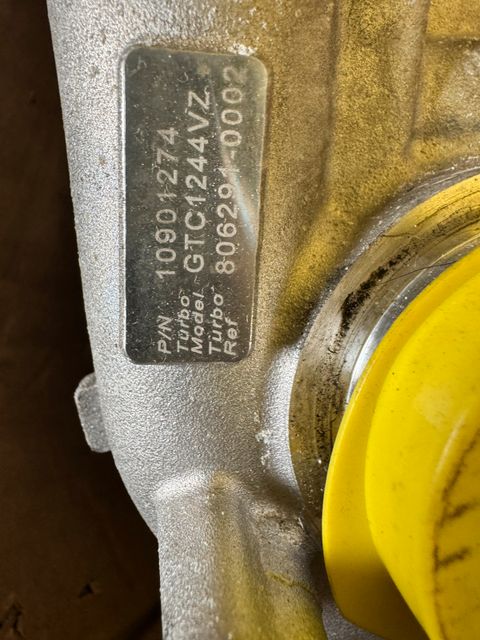 P/N 10901274
Turbo Model GTC1244VZ
Turbo Ref 806291-0002